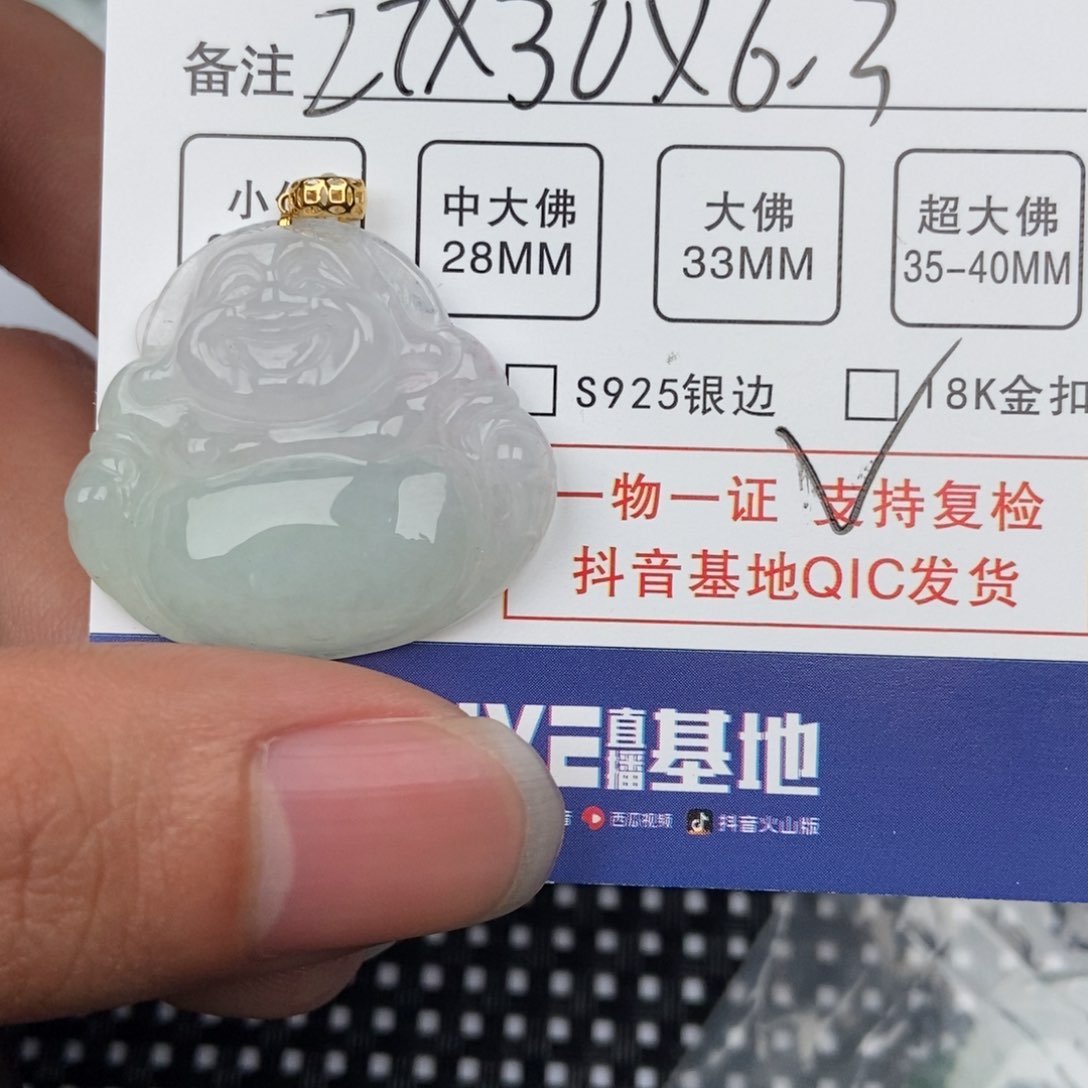 备注 27X30X6.3
小
中大佛
28MM
大佛
33MM
超大佛
35-40MM
S925银边
18K金扣
一物一证 支持复检
抖音基地QIC发货
直播基地
西瓜视频 抖音火山版